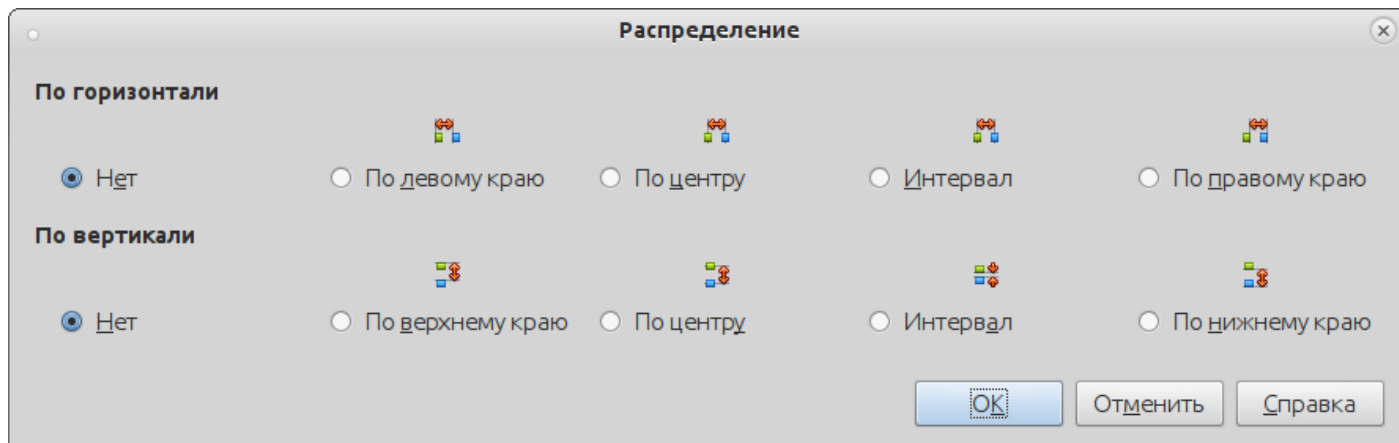 Распределение
По горизонтали
Нет По левому краю По центру Интервал По правому краю
По вертикали
Нет По верхнему краю По центру Интервал По нижнему краю
OK Отменить Справка